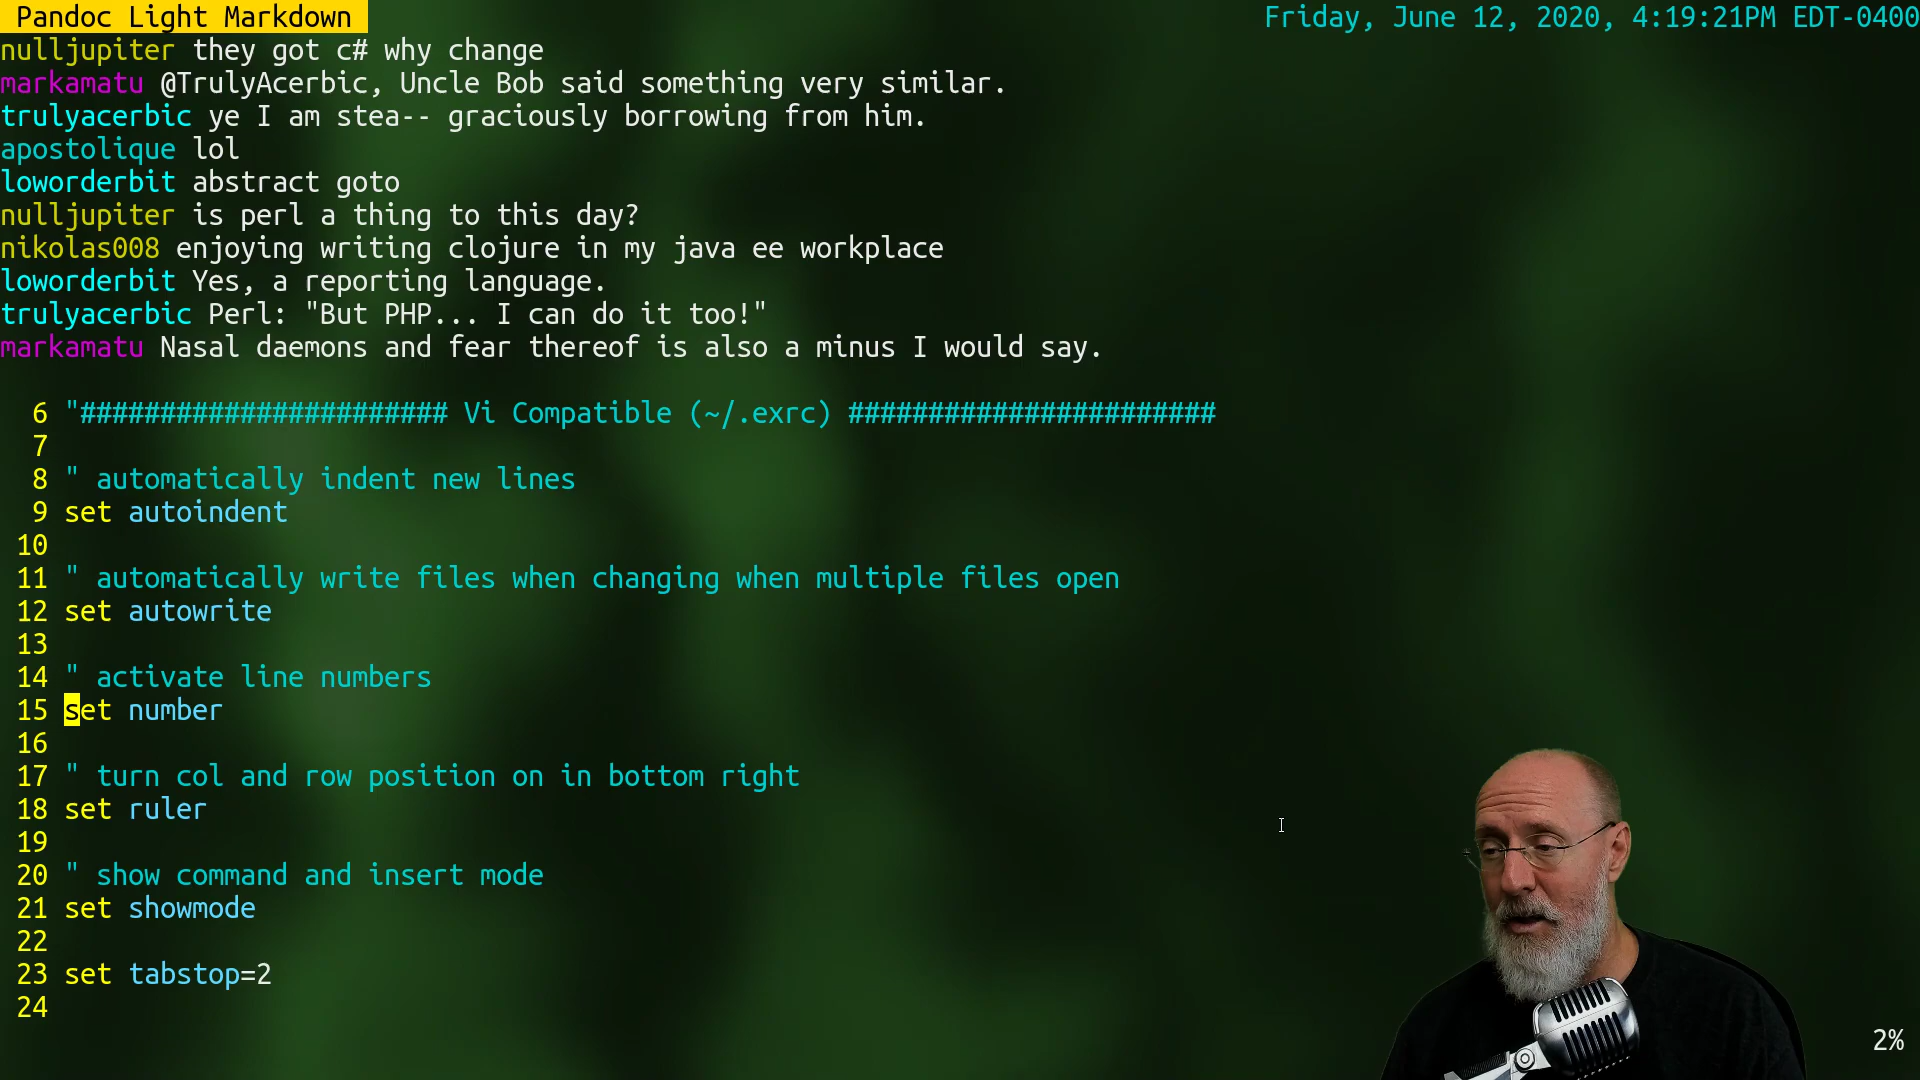 Pandoc Light Markdown
Friday, June 12, 2020, 4:19:21PM EDT-0400
nulljupiter they got c# why change
markamatu @TrulyAcerbic, Uncle Bob said something very similar.
trulyacerbic ye I am stea-- graciously borrowing from him.
apostolique lol
loworderbit abstract goto
nulljupiter is perl a thing to this day?
nikolas008 enjoying writing clojure in my java ee workplace
loworderbit Yes, a reporting language.
trulyacerbic Perl: "But PHP... I can do it too!"
markamatu Nasal daemons and fear thereof is also a minus I would say.
6 "####################### Vi Compatible (~/.exrc) #######################
7
8 " automatically indent new lines
9 set autoindent
10
11 " automatically write files when changing when multiple files open
12 set autowrite
13
14 " activate line numbers
15 set number
16
17 " turn col and row position on in bottom right
18 set ruler
19
20 " show command and insert mode
21 set showmode
22
23 set tabstop=2
24
2%